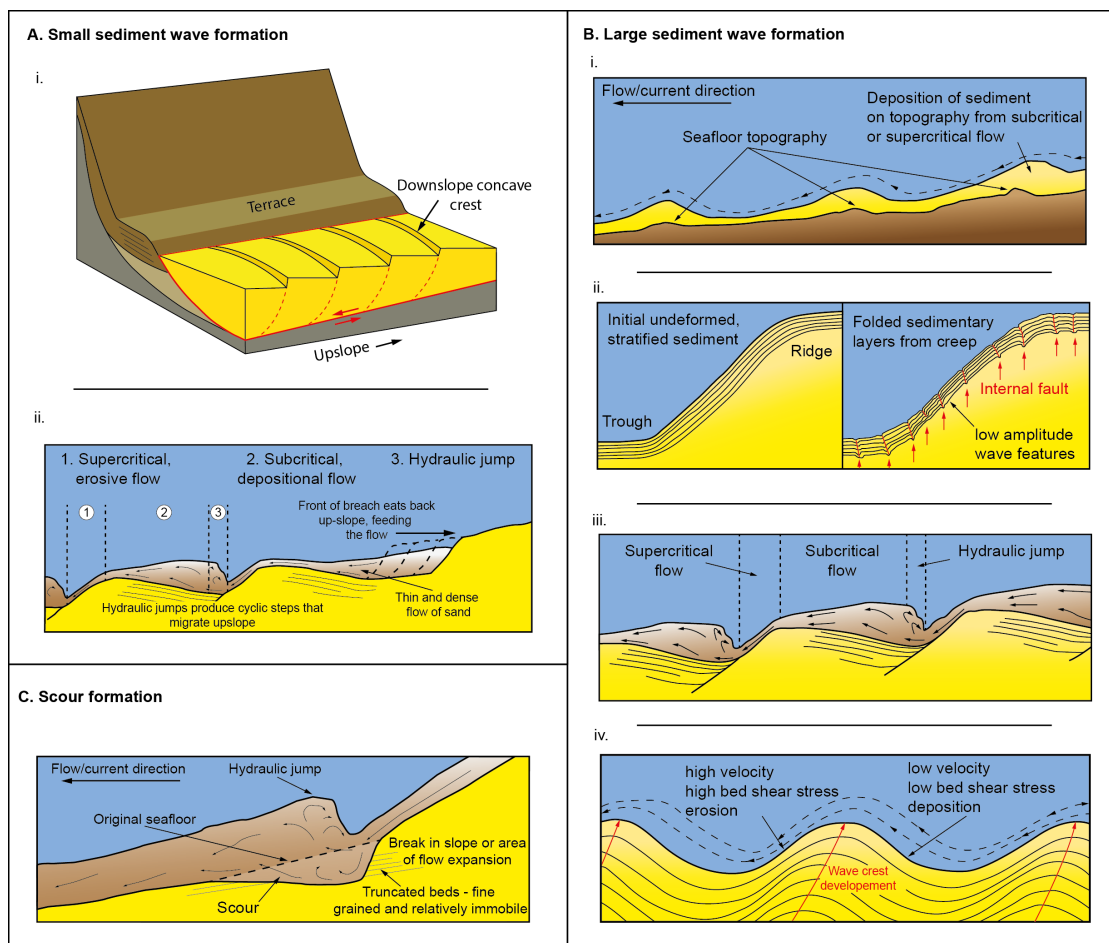 A. Small sediment wave formation
i.
Terrace
Downslope concave
crest
Upslope
ii.
1. Supercritical,
erosive flow
2. Subcritical,
depositional flow
3. Hydraulic jump
1
2
3
Front of breach eats back
up-slope, feeding
the flow
Hydraulic jumps produce cyclic steps that
migrate upslope
Thin and dense
flow of sand
C. Scour formation
Flow/current direction
Hydraulic jump
Original seafloor
Break in slope or area
of flow expansion
Scour
Truncated beds - fine
grained and relatively immobile
B. Large sediment wave formation
i.
Flow/current direction
Seafloor topography
Deposition of sediment
on topography from subcritical
or supercritical flow
ii.
Initial undeformed,
stratified sediment
Ridge
Trough
Folded sedimentary
layers from creep
Internal fault
low amplitude
wave features
iii.
Supercritical
flow
Subcritical
flow
Hydraulic jump
iv.
high velocity
high bed shear stress
erosion
low velocity
low bed shear stress
deposition
Wave crest
developement